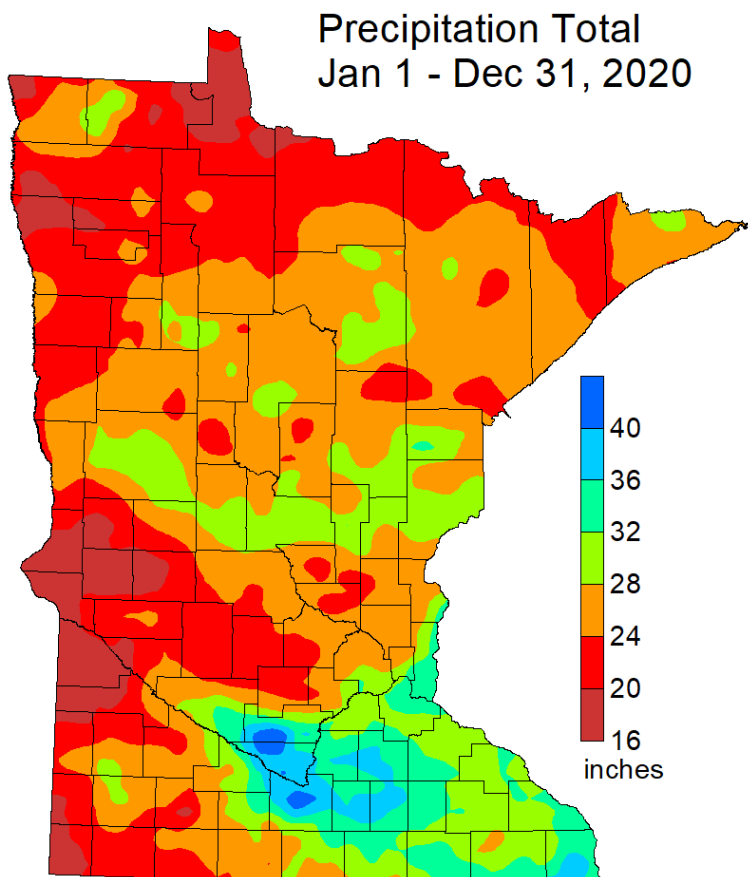 Precipitation Total
Jan 1 - Dec 31, 2020
40
36
32
28
24
20
16
inches